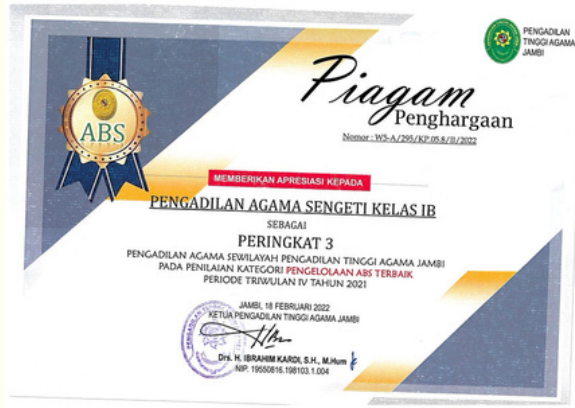 PENGADILAN
TINGGI AGAMA
JAMBI
Piagam
Penghargaan
Nomor : W5-A/295/KP.05.8/II/2022
ABS
MEMBERIKAN APRESIASI KEPADA
PENGADILAN AGAMA SENGETI KELAS IB
SEBAGAI
PERINGKAT 3
PENGADILAN AGAMA SEWILAYAH PENGADILAN TINGGI AGAMA JAMBI
PADA PENILAIAN KATEGORI PENGELOLAAN ABS TERBAIK
PERIODE TRIWULAN IV TAHUN 2021
JAMBI, 18 FEBRUARI 2022
KETUA PENGADILAN TINGGI AGAMA JAMBI
Drs. H. IBRAHIM KARDI, S.H., M.Hum
NIP. 19550816.198103.1.004